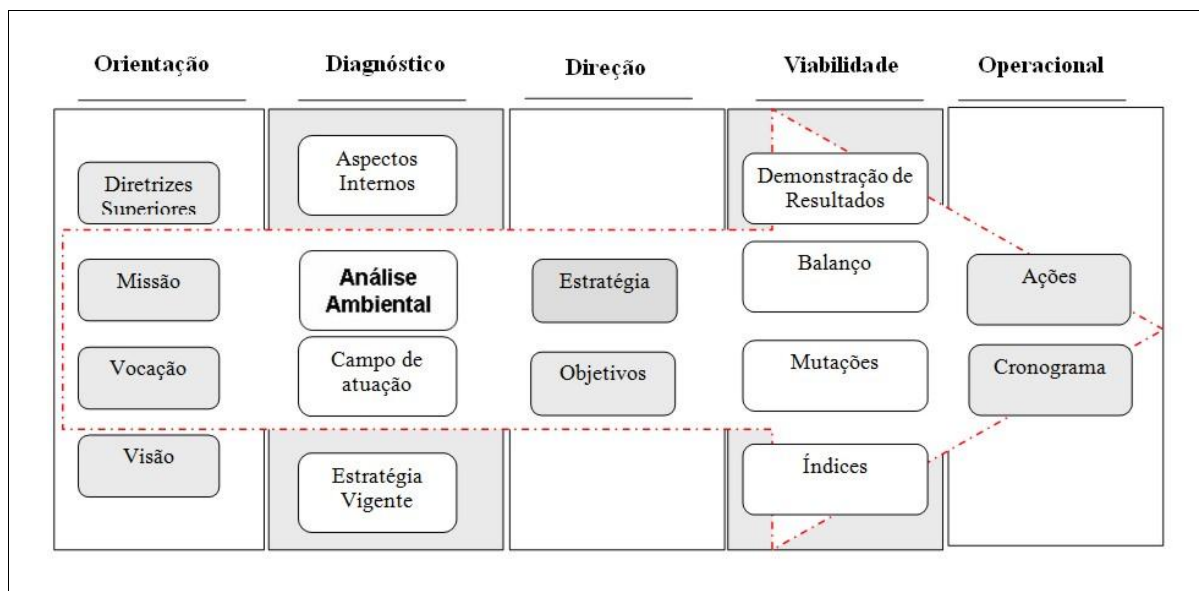 Orientação
Diagnóstico
Direção
Viabilidade
Operacional
Diretrizes
Superiores
Missão
Vocação
Visão
Aspectos
Internos
Análise
Ambiental
Campo de
atuação
Estratégia
Vigente
Estratégia
Objetivos
Demonstração de
Resultados
Balanço
Mutações
Índices
Ações
Cronograma